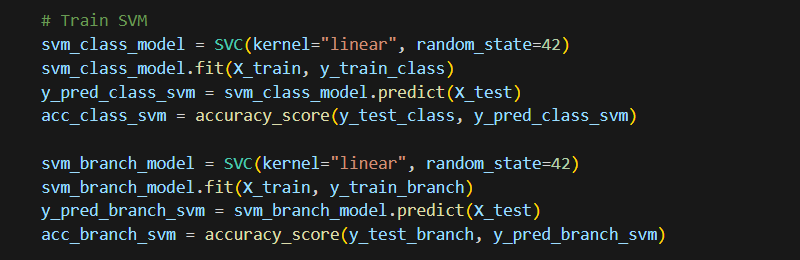 # Train SVM
svm_class_model = SVC(kernel="linear", random_state=42)
svm_class_model.fit(X_train, y_train_class)
y_pred_class_svm = svm_class_model.predict(X_test)
acc_class_svm = accuracy_score(y_test_class, y_pred_class_svm)

svm_branch_model = SVC(kernel="linear", random_state=42)
svm_branch_model.fit(X_train, y_train_branch)
y_pred_branch_svm = svm_branch_model.predict(X_test)
acc_branch_svm = accuracy_score(y_test_branch, y_pred_branch_svm)